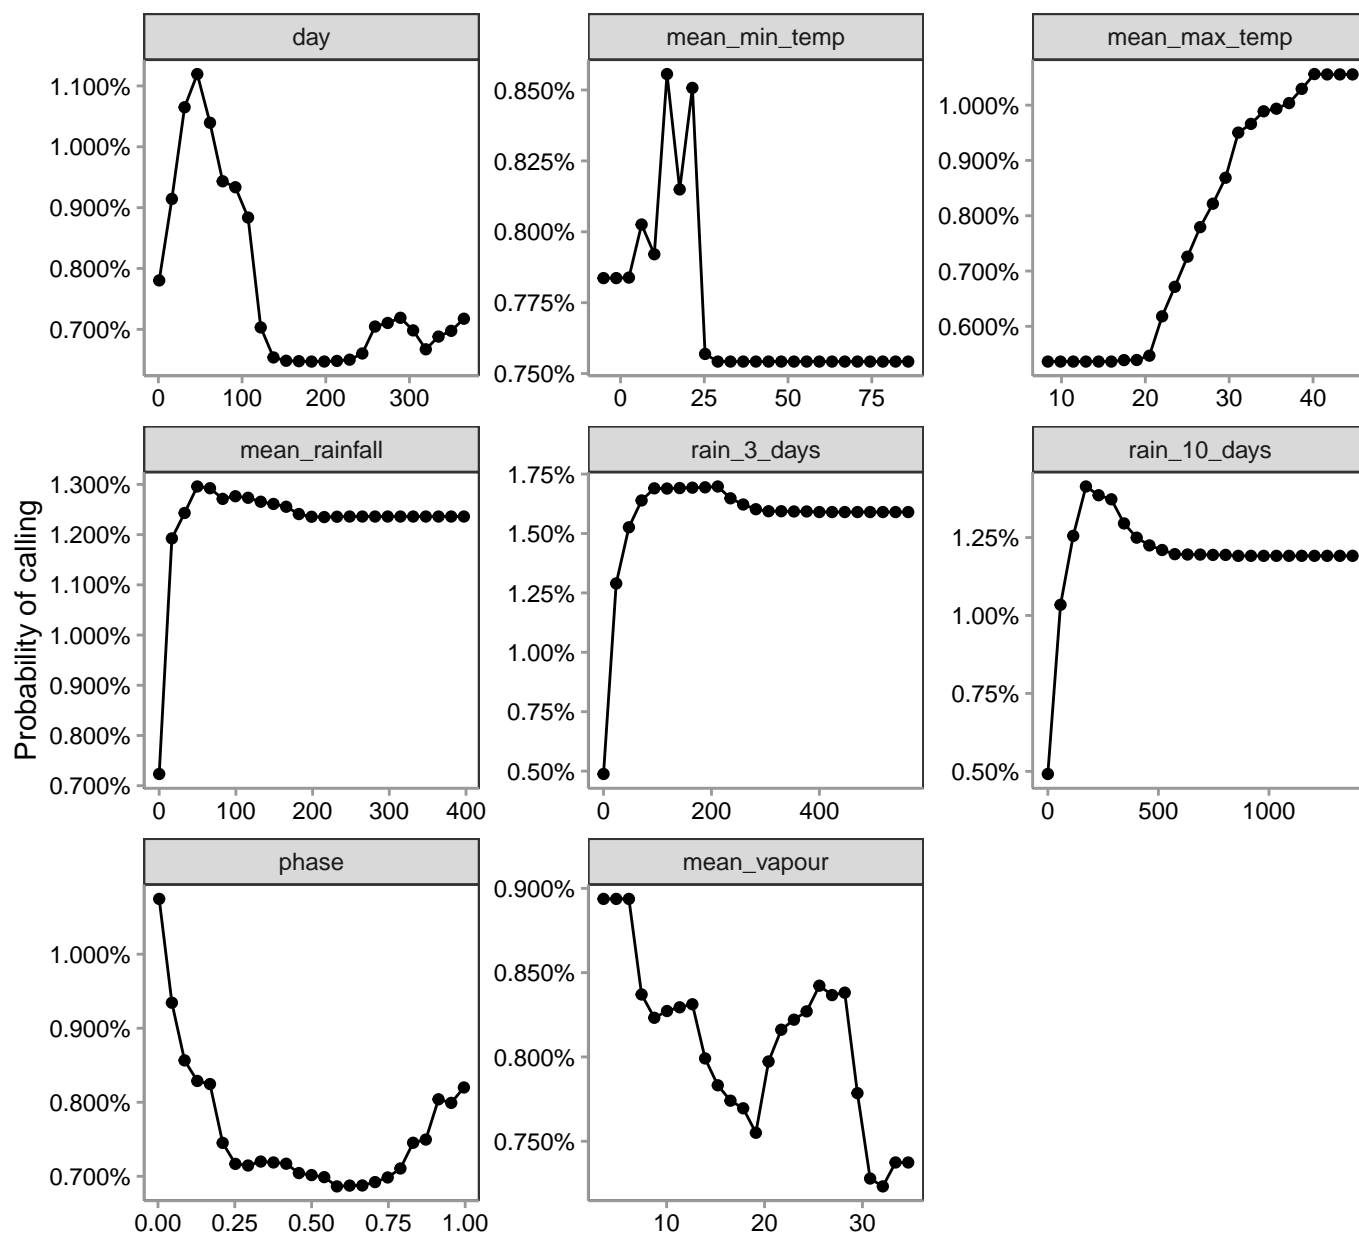 day
mean_min_temp
mean_max_temp
1.100%
1.000%
0.900%
0.800%
0.700%
0 100 200 300
0.850%
0.825%
0.800%
0.775%
0.750%
0 25 50 75
1.000%
0.900%
0.800%
0.700%
0.600%
10 20 30 40
Probability of calling
mean_rainfall
rain_3_days
rain_10_days
1.300%
1.200%
1.100%
1.000%
0.900%
0.800%
0.700%
0 100 200 300 400
1.75%
1.50%
1.25%
1.00%
0.75%
0.50%
0 200 400
1.25%
1.00%
0.75%
0.50%
0 500 1000
phase
mean_vapour
1.000%
0.900%
0.800%
0.700%
0.00 0.25 0.50 0.75 1.00
0.900%
0.850%
0.800%
0.750%
10 20 30